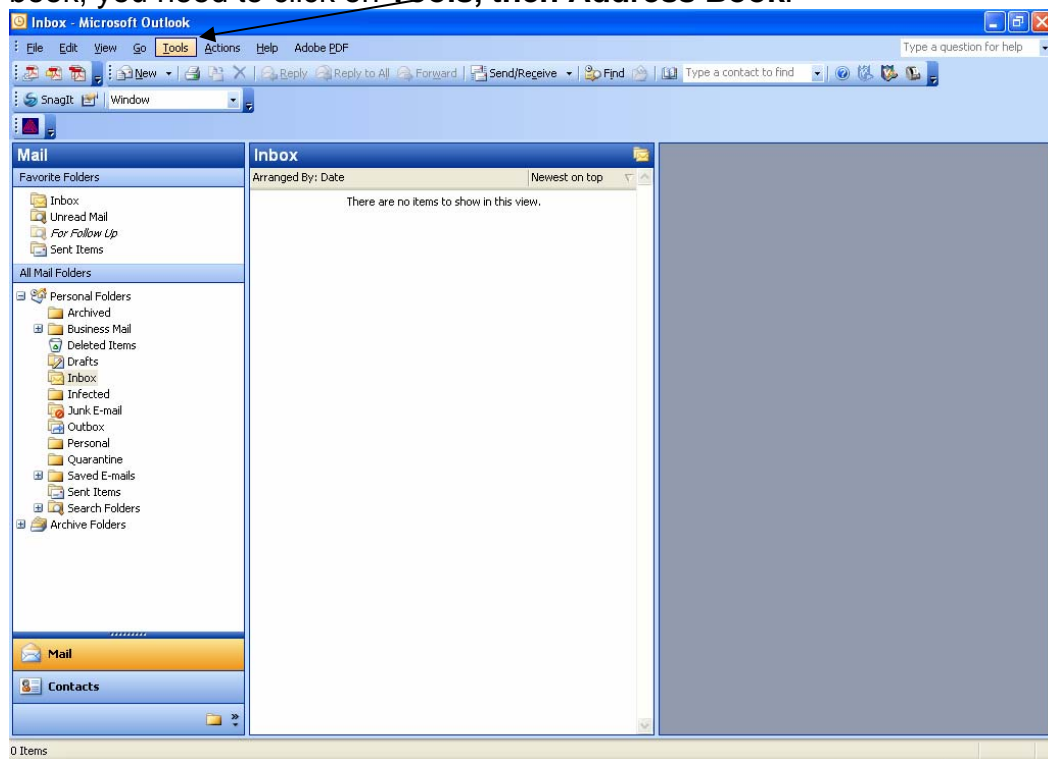 book, you need to click on Tools, then Address Book.
Inbox - Microsoft Outlook
File Edit View Go Tools Actions Help Adobe PDF Type a question for help
New Reply Reply to All Forward Send/Receive Find Type a contact to find
SnagIt Window
Mail
Favorite Folders
Inbox
Unread Mail
For Follow Up
Sent Items
All Mail Folders
Personal Folders
Archived
Business Mail
Deleted Items
Drafts
Inbox
Infected
Junk E-mail
Outbox
Personal
Quarantine
Saved E-mails
Sent Items
Search Folders
Archive Folders
Mail
Contacts
Inbox
Arranged By: Date Newest on top
There are no items to show in this view.
0 Items